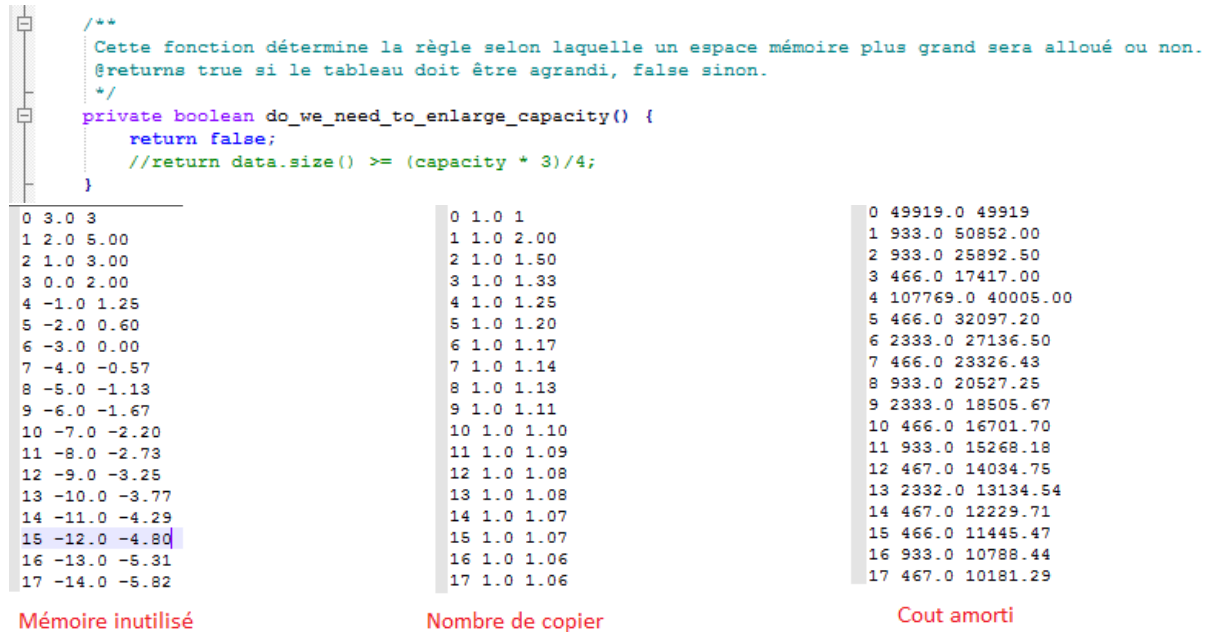 /**
Cette fonction détermine la règle selon laquelle un espace mémoire plus grand sera alloué ou non.
@returns true si le tableau doit être agrandi, false sinon.
*/
private boolean do_we_need_to_enlarge_capacity() {
return false;
//return data.size() >= (capacity * 3)/4;
}
0 3.0 3
1 2.0 5.00
2 1.0 3.00
3 0.0 2.00
4 -1.0 1.25
5 -2.0 0.60
6 -3.0 0.00
7 -4.0 -0.57
8 -5.0 -1.13
9 -6.0 -1.67
10 -7.0 -2.20
11 -8.0 -2.73
12 -9.0 -3.25
13 -10.0 -3.77
14 -11.0 -4.29
15 -12.0 -4.80
16 -13.0 -5.31
17 -14.0 -5.82
Mémoire inutilisé
0 1.0 1
1 1.0 2.00
2 1.0 1.50
3 1.0 1.33
4 1.0 1.25
5 1.0 1.20
6 1.0 1.17
7 1.0 1.14
8 1.0 1.13
9 1.0 1.11
10 1.0 1.10
11 1.0 1.09
12 1.0 1.08
13 1.0 1.08
14 1.0 1.07
15 1.0 1.07
16 1.0 1.06
17 1.0 1.06
Nombre de copier
0 49919.0 49919
1 933.0 50852.00
2 933.0 25892.50
3 466.0 17417.00
4 107769.0 40005.00
5 466.0 32097.20
6 2333.0 27136.50
7 466.0 23326.43
8 933.0 20527.25
9 2333.0 18505.67
10 466.0 16701.70
11 933.0 15268.18
12 467.0 14034.75
13 2332.0 13134.54
14 467.0 12229.71
15 466.0 11445.47
16 933.0 10788.44
17 467.0 10181.29
Cout amorti